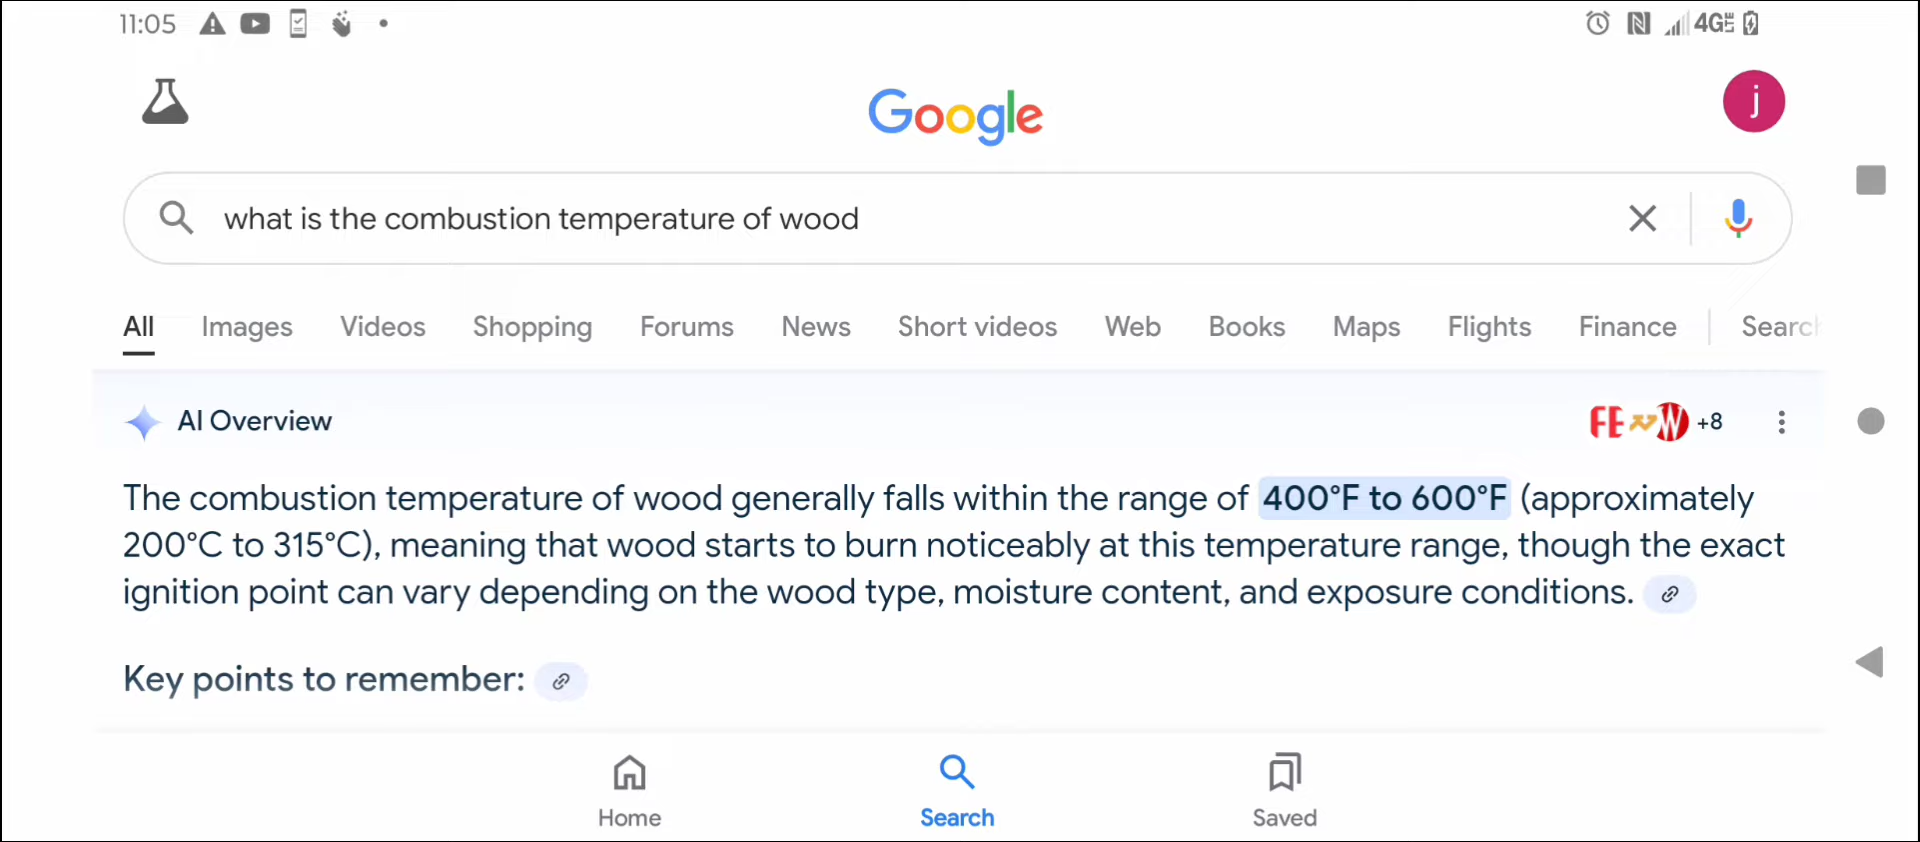 11:05
4G LTE
Google
j
what is the combustion temperature of wood
All Images Videos Shopping Forums News Short videos Web Books Maps Flights Finance Search
AI Overview
FE W +8
The combustion temperature of wood generally falls within the range of 400°F to 600°F (approximately
200°C to 315°C), meaning that wood starts to burn noticeably at this temperature range, though the exact
ignition point can vary depending on the wood type, moisture content, and exposure conditions.
Key points to remember:
Home Search Saved